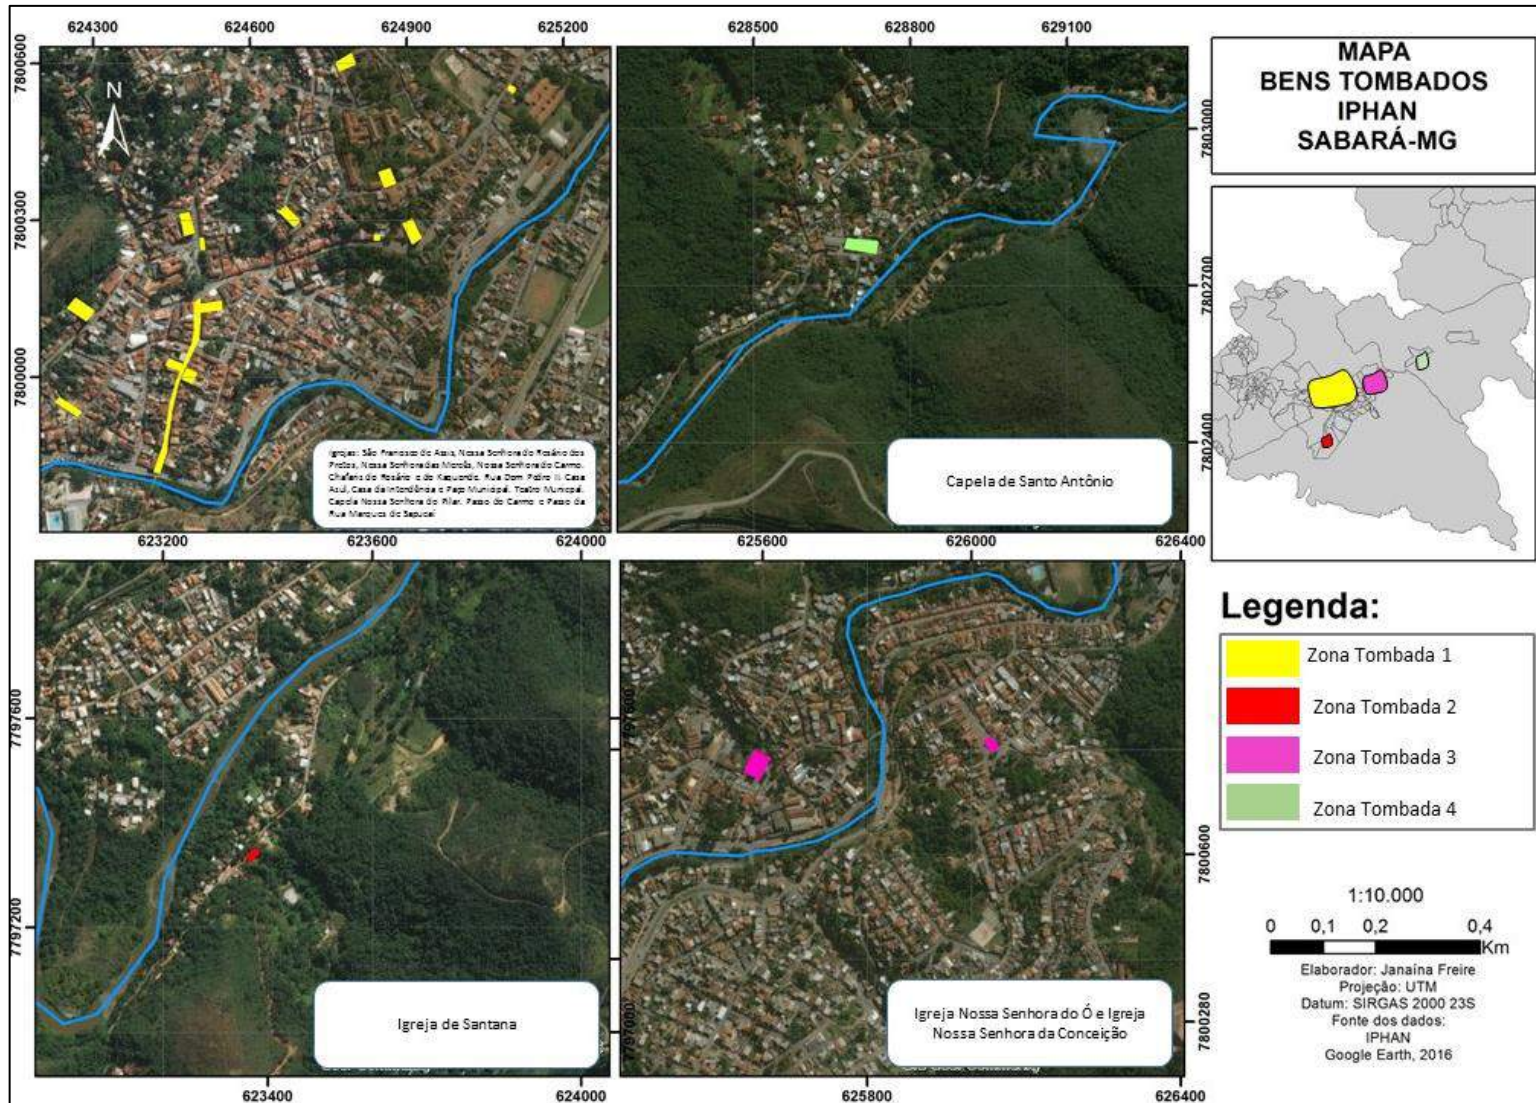 624300 624600 624900 625200
7800600
7800300
7800000
N
Igrejas: São Francisco de Assis, Nossa Senhora do Rosário dos
Pretos, Nossa Senhora das Mercês, Nossa Senhora do Carmo.
Chafariz do Rosário e do Kaquende. Rua Dom Pedro II. Casa
Azul, Casa da Intendência e Paço Municipal. Teatro Municipal.
Capela Nossa Senhora do Pilar. Passo do Carmo e Passo da
Rua Marques de Sapucaí
628500 628800 629100
7803000
7802700
7802400
Capela de Santo Antônio
MAPA
BENS TOMBADOS
IPHAN
SABARÁ-MG
623200 623600 624000
7797600
7797200
Igreja de Santana
623400 624000
625600 626000 626400
7797600
7797000
7800600
7800280
Igreja Nossa Senhora do Ó e Igreja
Nossa Senhora da Conceição
625800 626400
Legenda:
Zona Tombada 1
Zona Tombada 2
Zona Tombada 3
Zona Tombada 4
1:10.000
0 0,1 0,2 0,4
Km
Elaborador: Janaína Freire
Projeção: UTM
Datum: SIRGAS 2000 23S
Fonte dos dados:
IPHAN
Google Earth, 2016